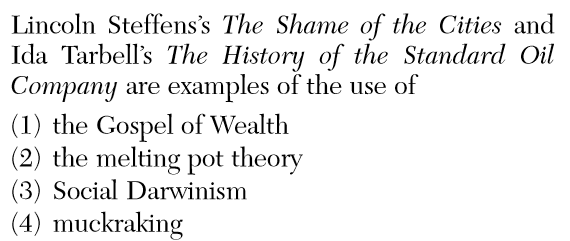 Lincoln Steffens's The Shame of the Cities and
Ida Tarbell's The History of the Standard Oil
Company are examples of the use of
(1) the Gospel of Wealth
(2) the melting pot theory
(3) Social Darwinism
(4) muckraking